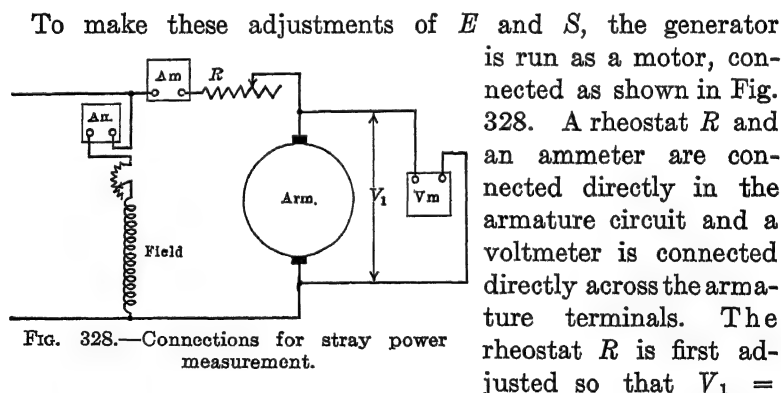 To make these adjustments of E and S, the generator
is run as a motor, con-
nected as shown in Fig.
328. A rheostat R and
an ammeter are con-
nected directly in the
armature circuit and a
voltmeter is connected
directly across the arma-
ture terminals. The
rheostat R is first ad-
justed so that V₁ =
Am
R
Am.
Arm.
V₁
Vm
Field
FIG. 328.—Connections for stray power
measurement.